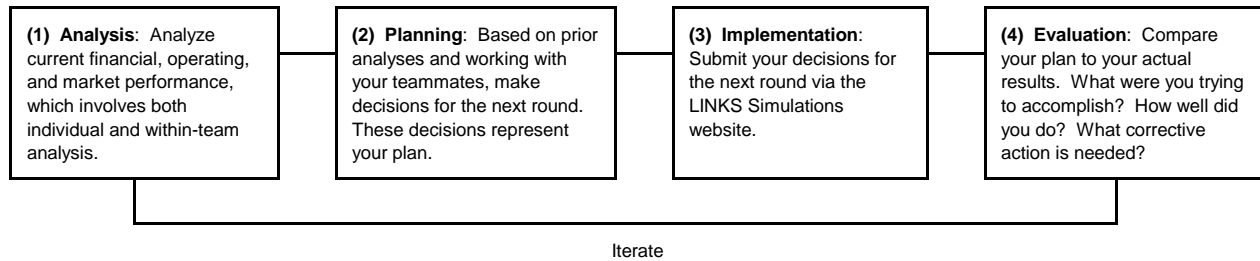 (1) Analysis: Analyze
current financial, operating,
and market performance,
which involves both
individual and within-team
analysis.
(2) Planning: Based on prior
analyses and working with
your teammates, make
decisions for the next round.
These decisions represent
your plan.
(3) Implementation:
Submit your decisions for
the next round via the
LINKS Simulations
website.
(4) Evaluation: Compare
your plan to your actual
results. What were you trying
to accomplish? How well did
you do? What corrective
action is needed?
Iterate